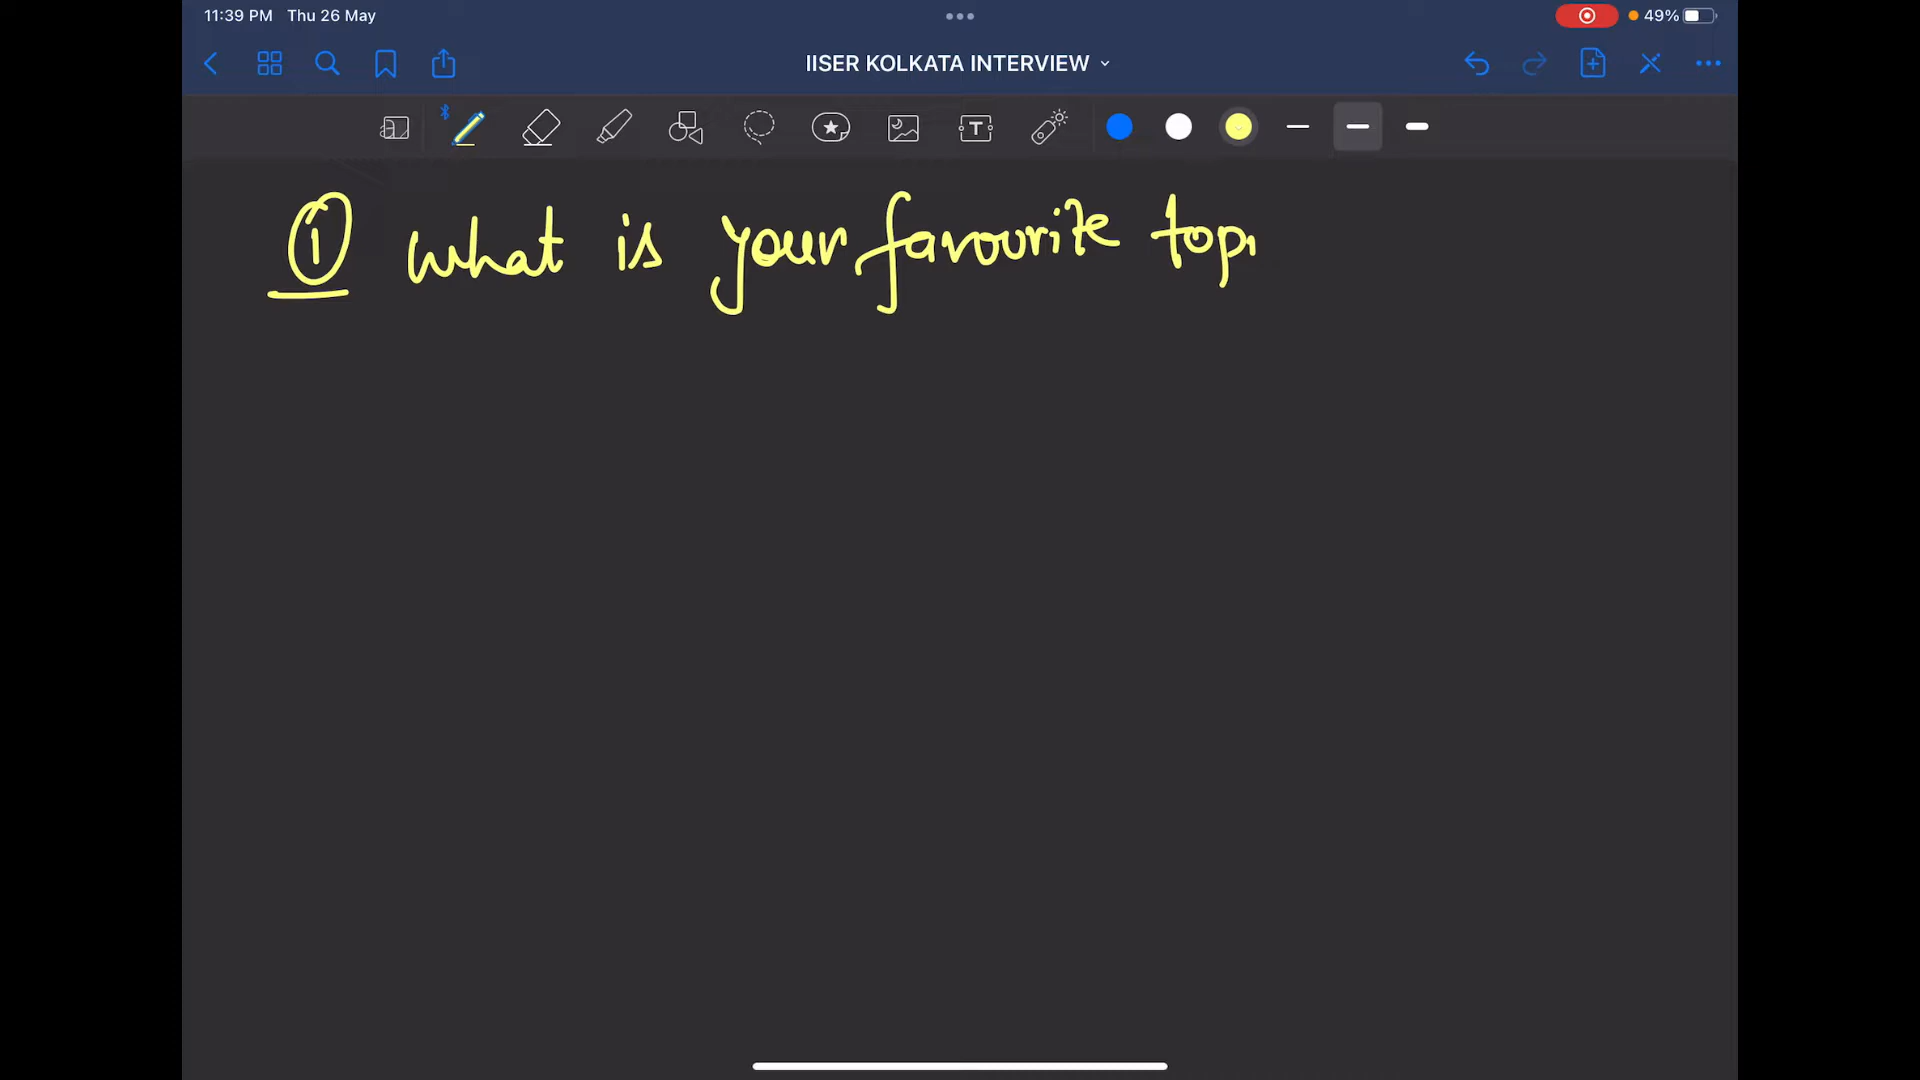 11:39 PM Thu 26 May
49%
IISER KOLKATA INTERVIEW
T
① What is your favourite topi